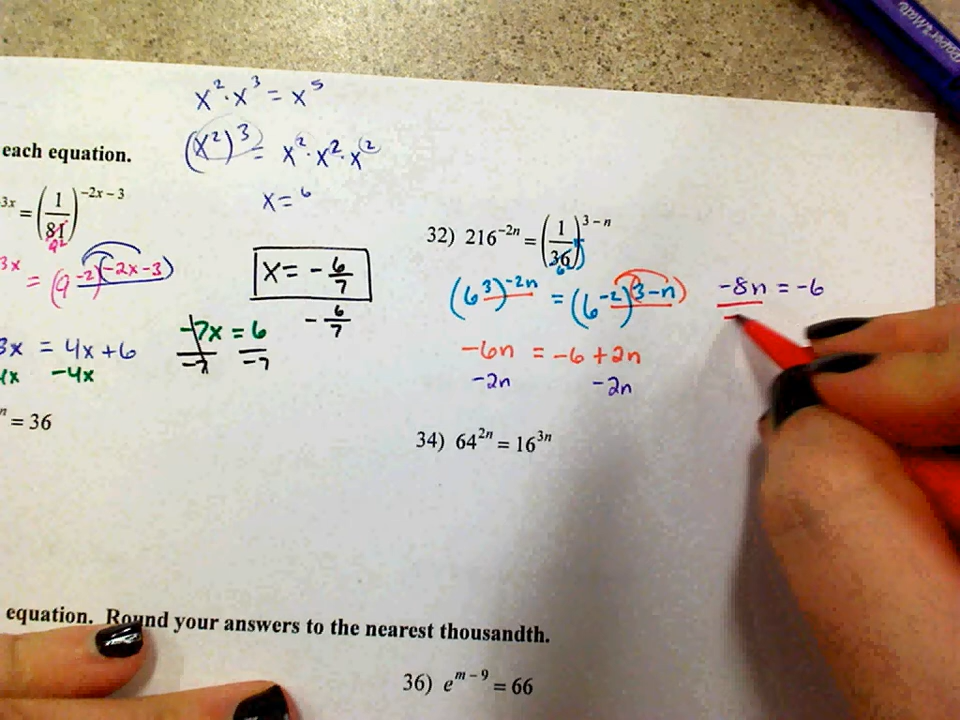 PaperMate
x² · x³ = x⁵
(x²)³ = x² · x² · x²
x = ⁶
each equation.
3x = (1/81)^(-2x - 3)
9²
3x = (9^-2)^(-2x-3)
x = -6/7
-6/7
3x = 4x + 6
4x -4x
-7x = 6
-7 -7
n = 36
32) 216^(-2n) = (1/36)^(3 - n)
6²
(6³)^-2n = (6^-2)^(3-n)
-6n = -6 + 2n
-2n -2n
-8n = -6
34) 64^(2n) = 16^(3n)
equation. Round your answers to the nearest thousandth.
36) e^(m - 9) = 66